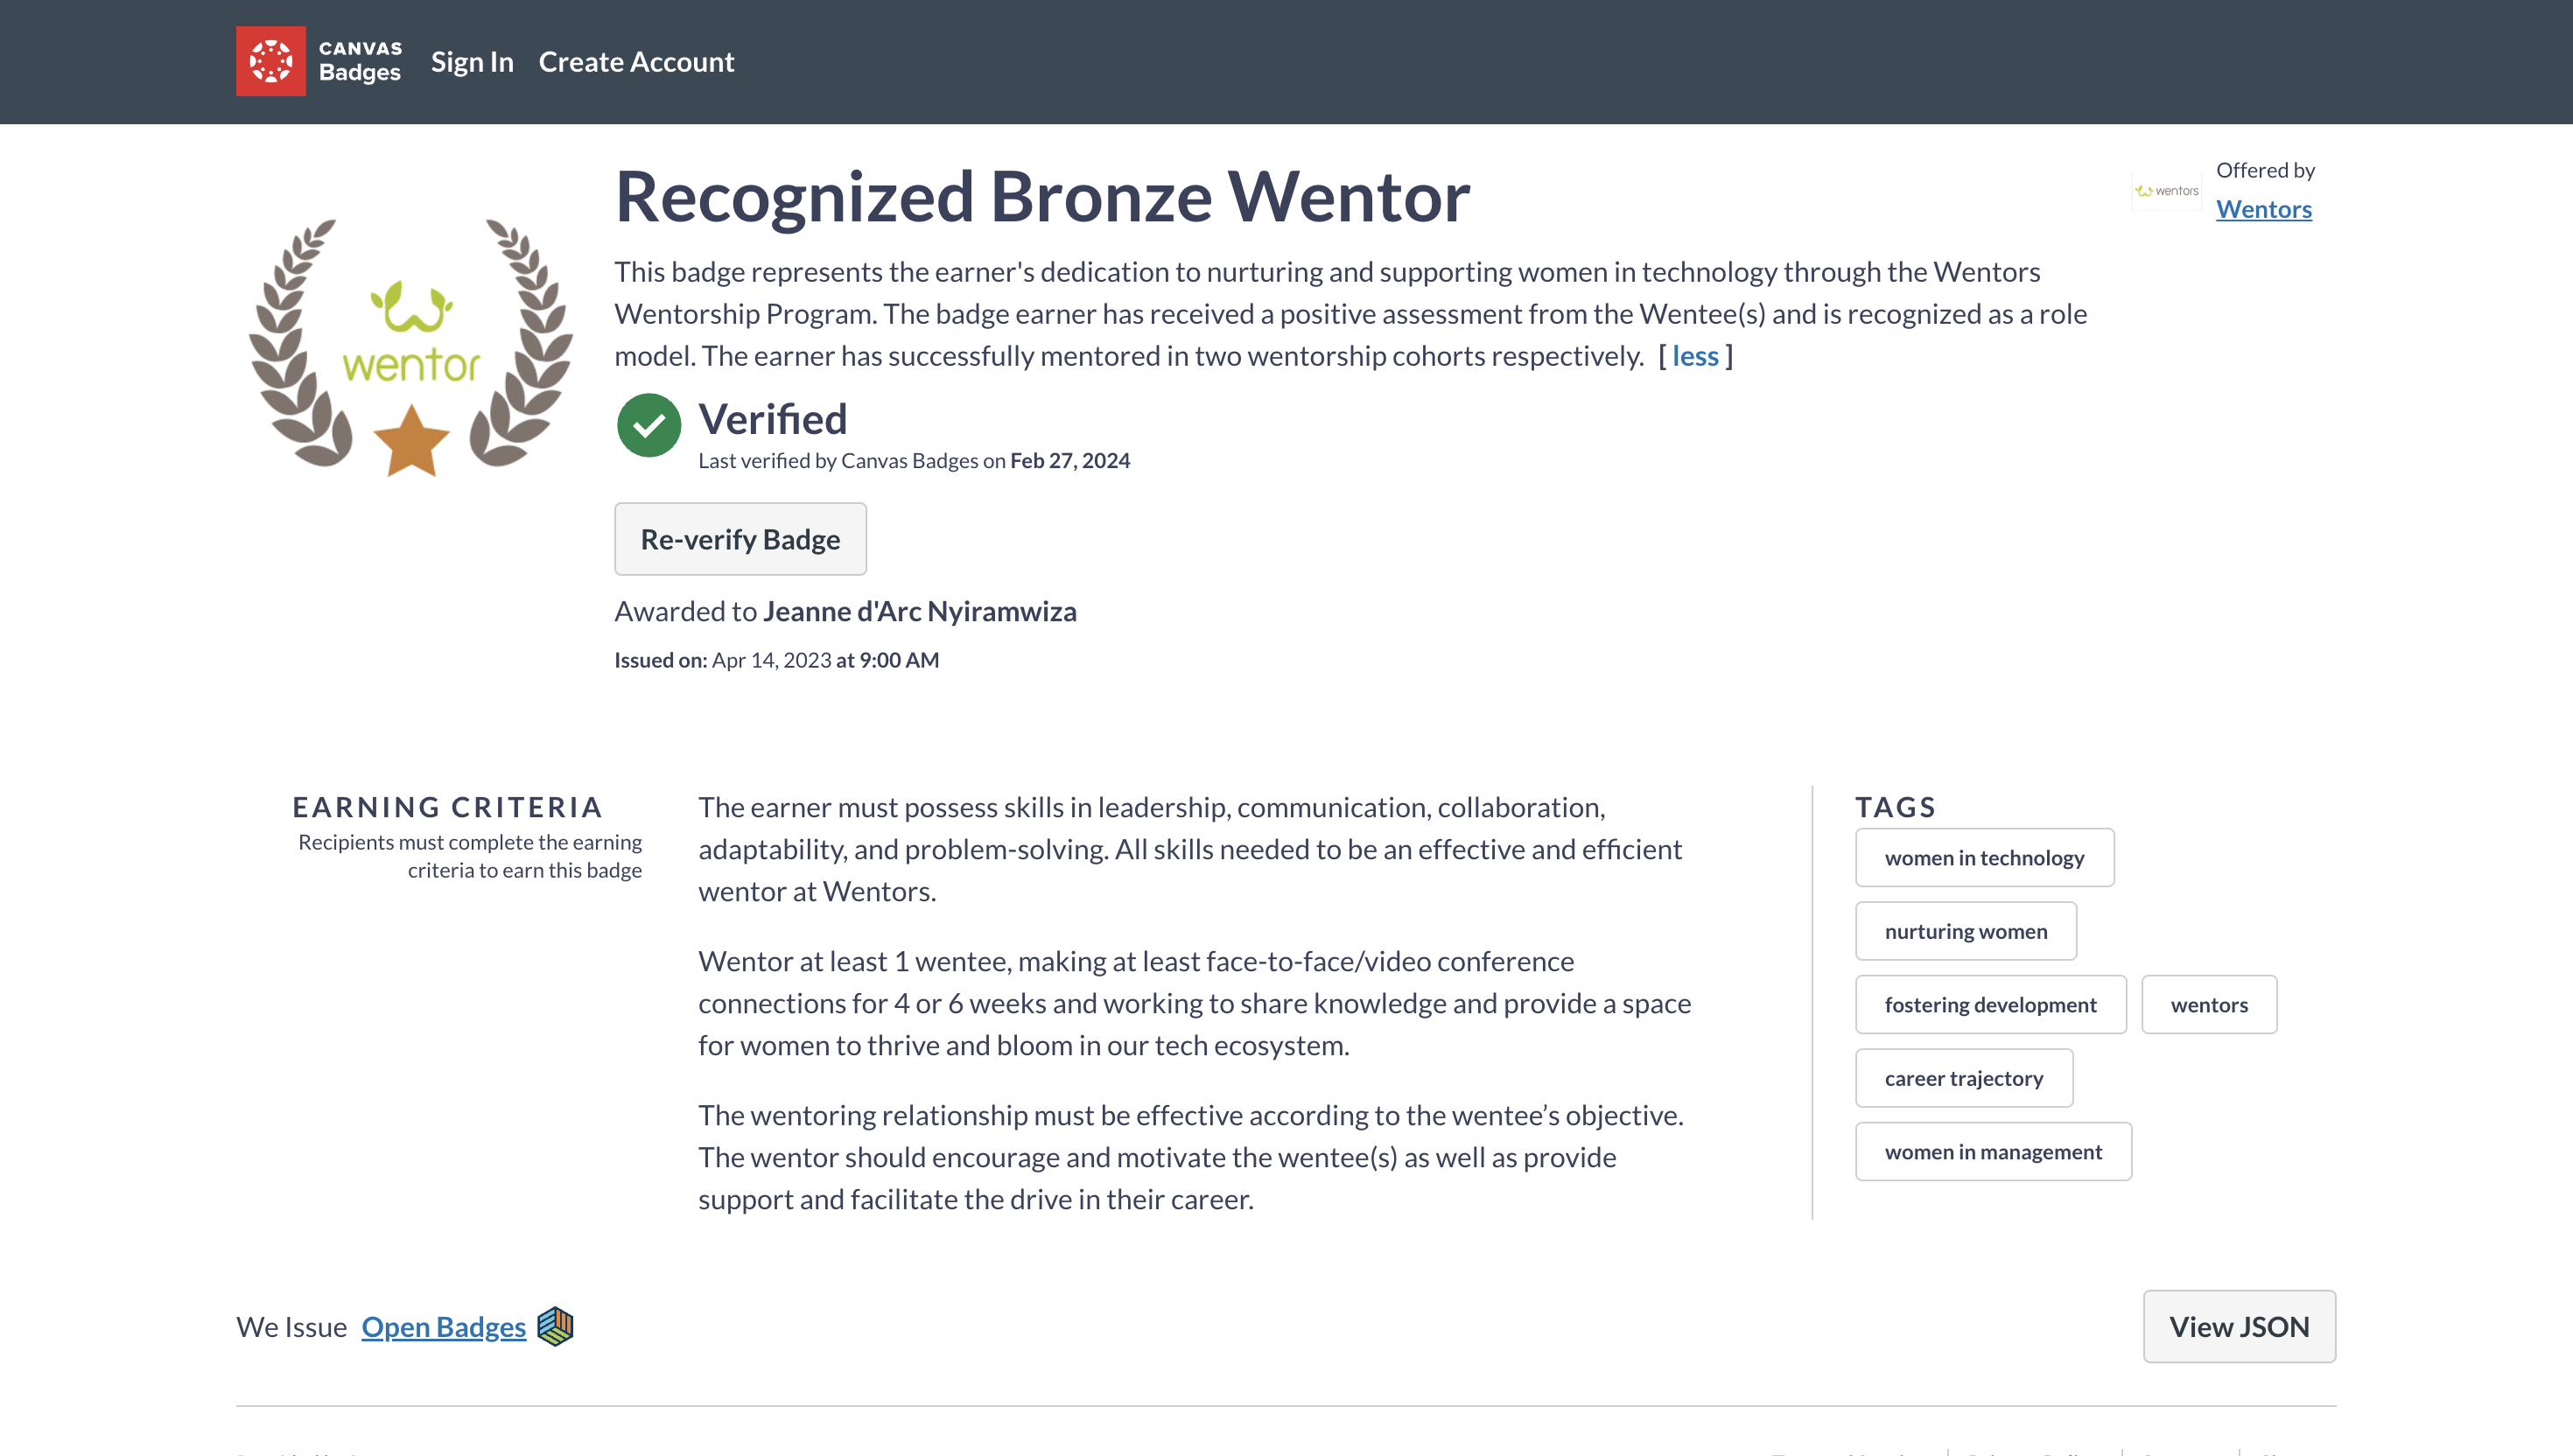 CANVAS
Badges
Sign In
Create Account
Recognized Bronze Wentor
wentors
Offered by
Wentors
This badge represents the earner's dedication to nurturing and supporting women in technology through the Wentors
Wentorship Program. The badge earner has received a positive assessment from the Wentee(s) and is recognized as a role
model. The earner has successfully mentored in two wentorship cohorts respectively. [ less ]
wentor
Verified
Last verified by Canvas Badges on Feb 27, 2024
Re-verify Badge
Awarded to Jeanne d'Arc Nyiramwiza
Issued on: Apr 14, 2023 at 9:00 AM
EARNING CRITERIA
Recipients must complete the earning
criteria to earn this badge
The earner must possess skills in leadership, communication, collaboration,
adaptability, and problem-solving. All skills needed to be an effective and efficient
wentor at Wentors.
Wentor at least 1 wentee, making at least face-to-face/video conference
connections for 4 or 6 weeks and working to share knowledge and provide a space
for women to thrive and bloom in our tech ecosystem.
The wentoring relationship must be effective according to the wentee’s objective.
The wentor should encourage and motivate the wentee(s) as well as provide
support and facilitate the drive in their career.
TAGS
women in technology
nurturing women
fostering development
wentors
career trajectory
women in management
We Issue Open Badges
View JSON